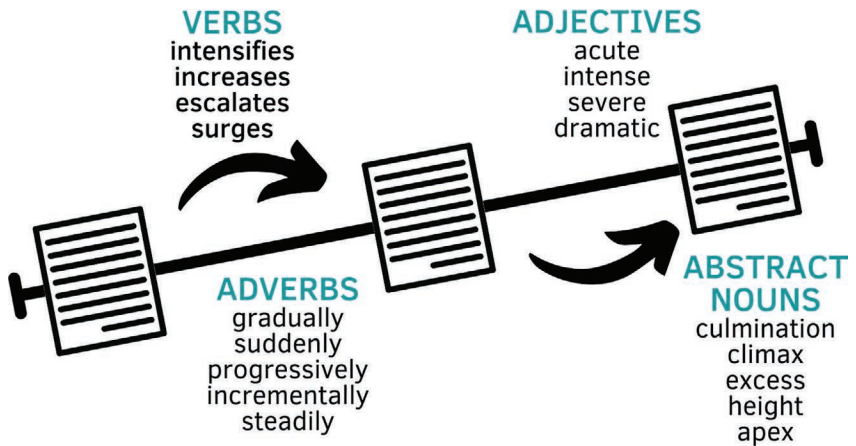 VERBS
intensifies
increases
escalates
surges
ADJECTIVES
acute
intense
severe
dramatic
ADVERBS
gradually
suddenly
progressively
incrementally
steadily
ABSTRACT
NOUNS
culmination
climax
excess
height
apex